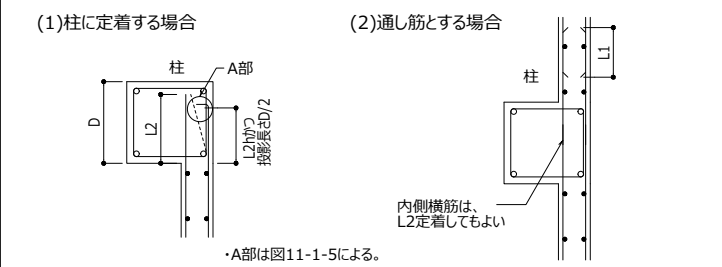 (1)柱に定着する場合
(2)通し筋とする場合
柱
A部
D
L2
L2hかつ
投影長さD/2
柱
L1
内側横筋は、
L2定着してもよい
・A部は図11-1-5による。